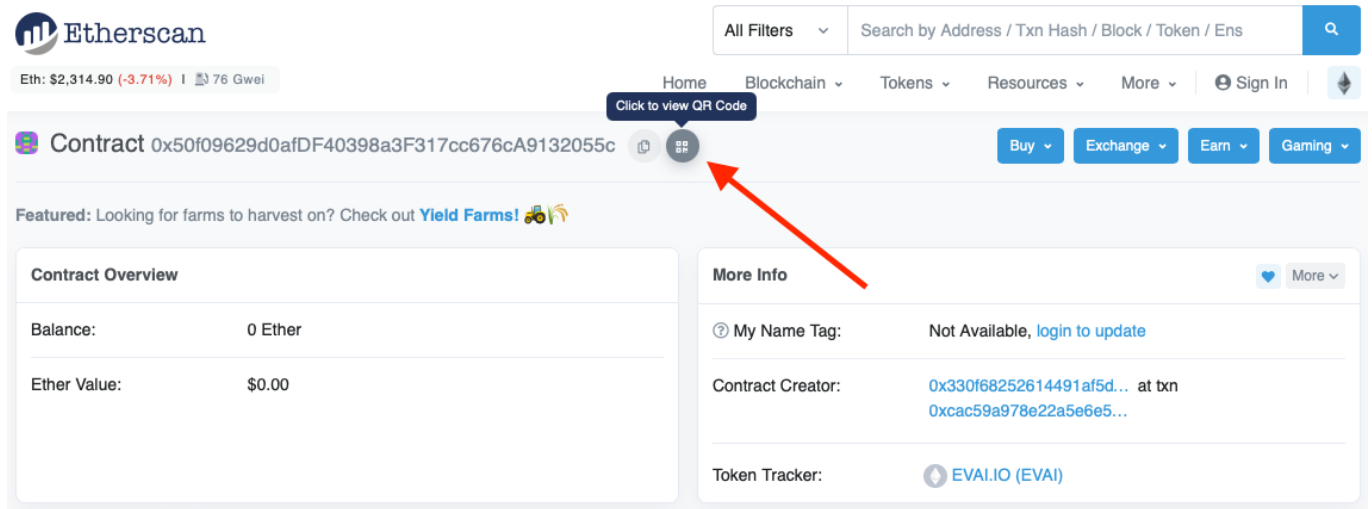 Etherscan
All Filters
Search by Address / Txn Hash / Block / Token / Ens
Eth: $2,314.90 (-3.71%) | 76 Gwei
Home Blockchain Tokens Resources More Sign In
Click to view QR Code
Contract 0x50f09629d0afDF40398a3F317cc676cA9132055c
Buy Exchange Earn Gaming
Featured: Looking for farms to harvest on? Check out Yield Farms!
Contract Overview
Balance: 0 Ether
Ether Value: $0.00
More Info
More
? My Name Tag: Not Available, login to update
Contract Creator: 0x330f68252614491af5d... at txn
0xcac59a978e22a5e6e5...
Token Tracker: EVAI.IO (EVAI)